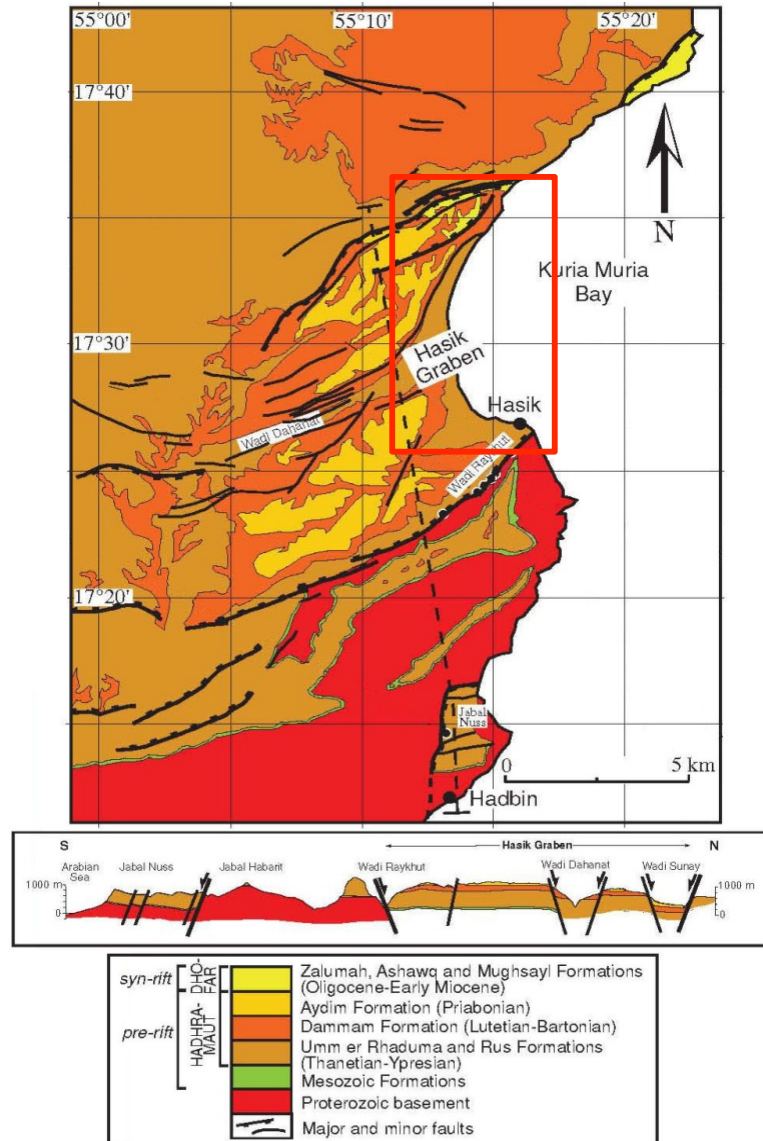 55°00' 55°10' 55°20'
17°40'
N
Kuria Muria
Bay
17°30'
Hasik
Graben
Hasik
Wadi Dahanat
Wadi Raykhut
17°20'
Jabal
Nuss
0 5 km
Hadbin
S Hasik Graben N
Arabian
Sea
Jabal Nuss Jabal Habarit Wadi Raykhut Wadi Dahanat Wadi Sunay
1000 m 1000 m
0 0
syn-rift DHO-
FAR Zalumah, Ashawq and Mughsayl Formations
(Oligocene-Early Miocene)
Aydim Formation (Priabonian)
pre-rift HADHRA-
MAUT Dammam Formation (Lutetian-Bartonian)
Umm er Rhaduma and Rus Formations
(Thanetian-Ypresian)
Mesozoic Formations
Proterozoic basement
Major and minor faults